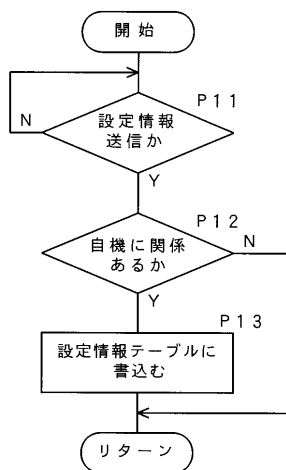 開始
P11
設定情報
送信か
N
Y
P12
自機に関係
あるか
N
Y
P13
設定情報テーブルに
書込む
リターン